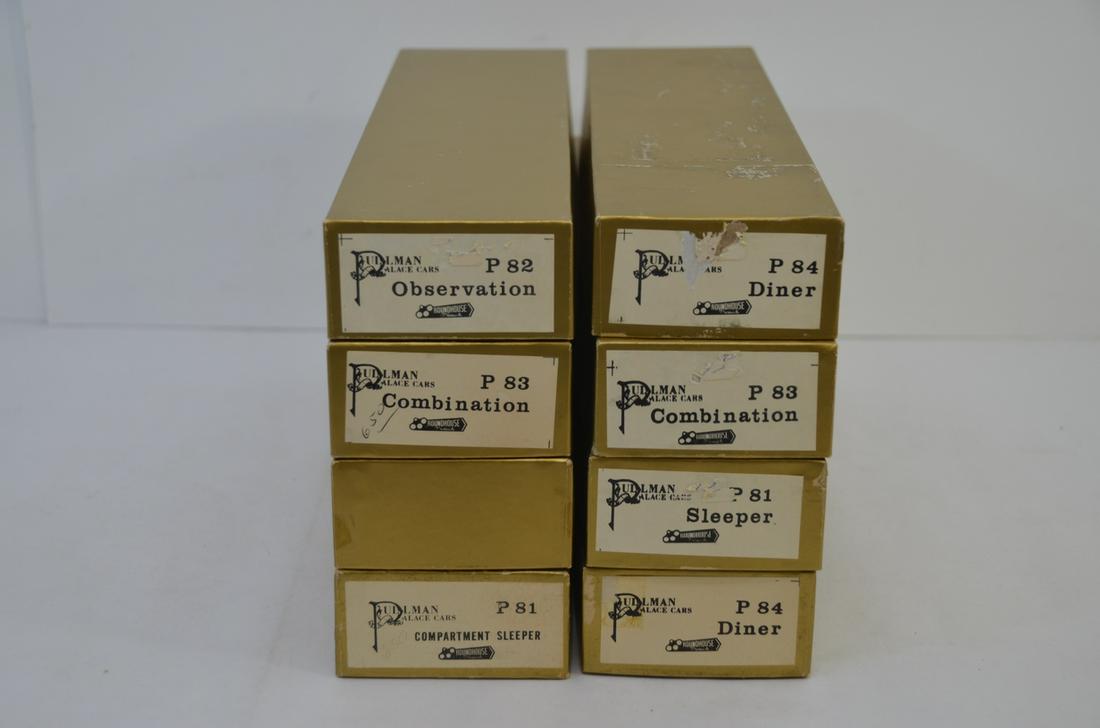 PULLMAN
PALACE CARS
P 82
Observation
ROUNDHOUSE
PULLMAN
PALACE CARS
P 83
Combination
650
ROUNDHOUSE
PULLMAN
PALACE CARS
P 81
COMPARTMENT SLEEPER
ROUNDHOUSE
PULLMAN
PALACE CARS
P 84
Diner
ROUNDHOUSE
PULLMAN
PALACE CARS
P 83
Combination
ROUNDHOUSE
PULLMAN
PALACE CARS
P 81
Sleeper
ROUNDHOUSE
PULLMAN
PALACE CARS
P 84
Diner
ROUNDHOUSE